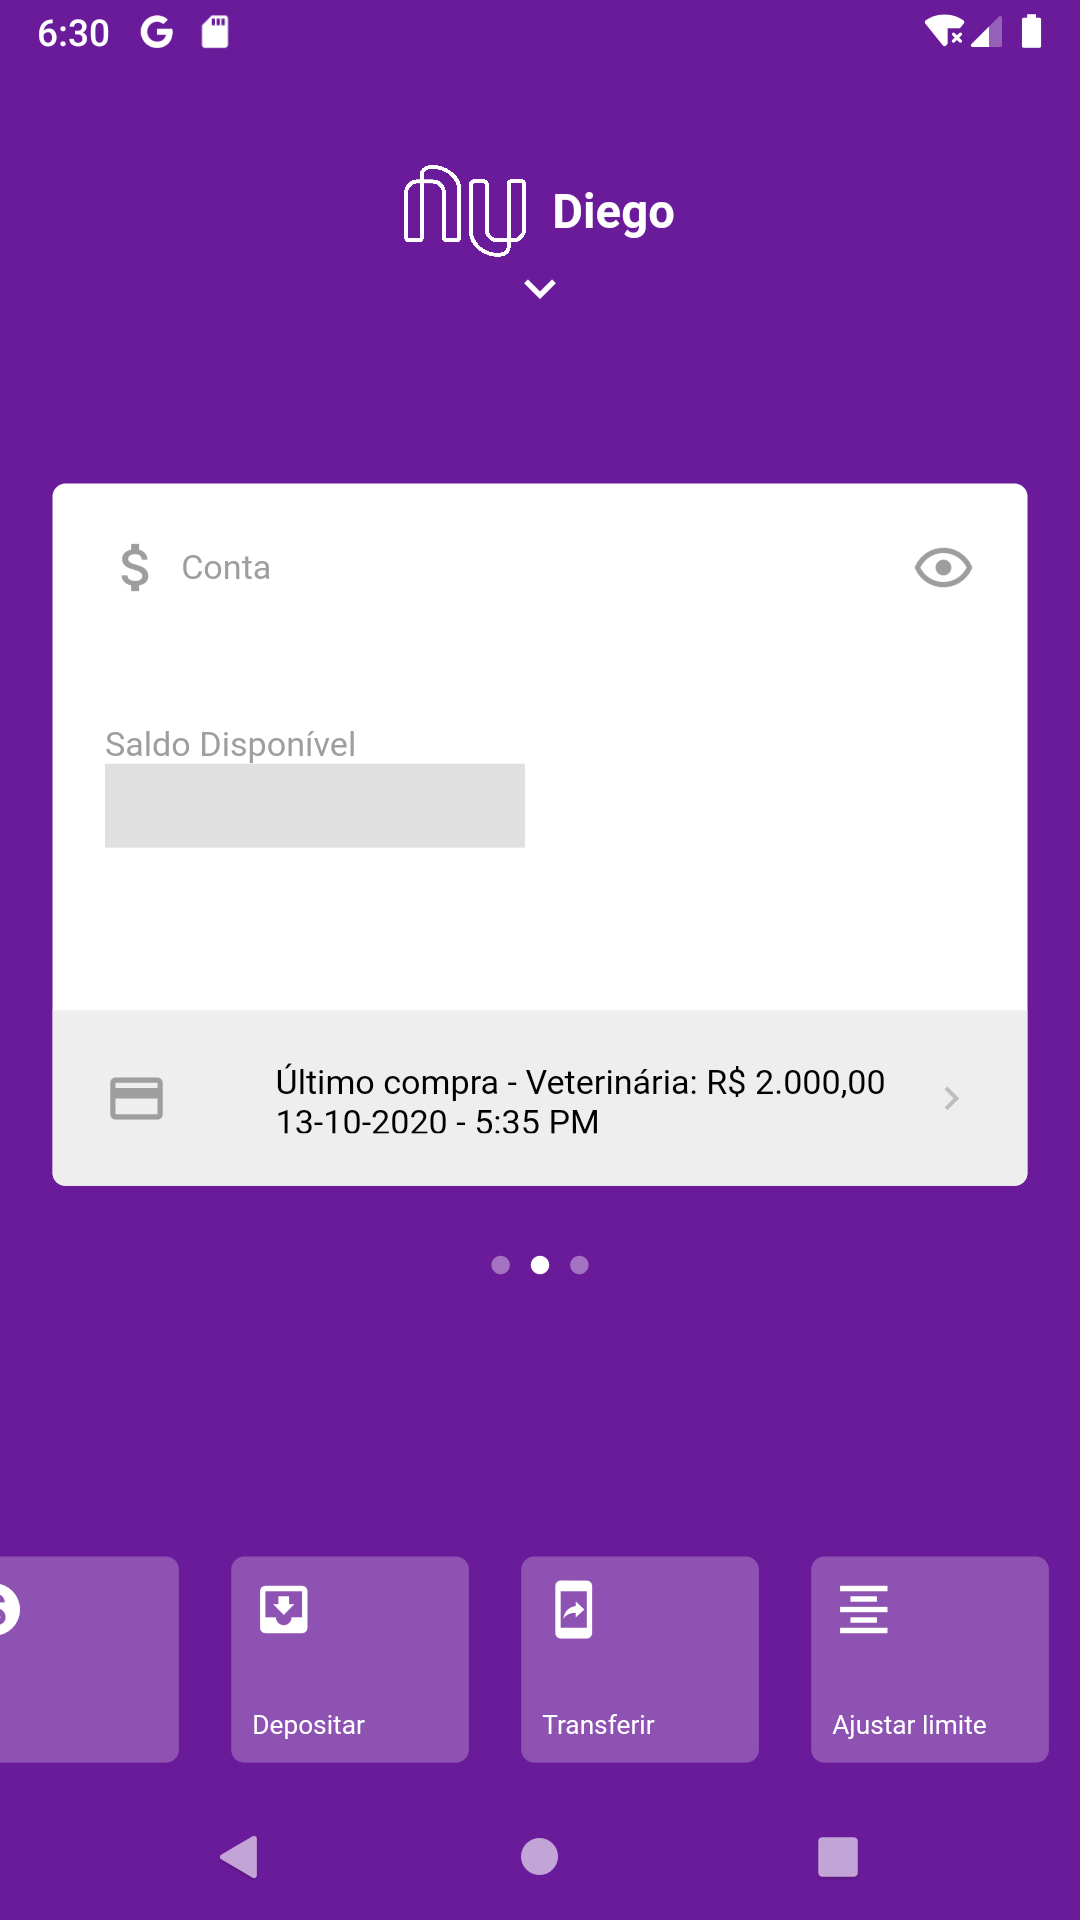 6:30
nu Diego
Conta
Saldo Disponível
Último compra - Veterinária: R$ 2.000,00
13-10-2020 - 5:35 PM
Depositar
Transferir
Ajustar limite